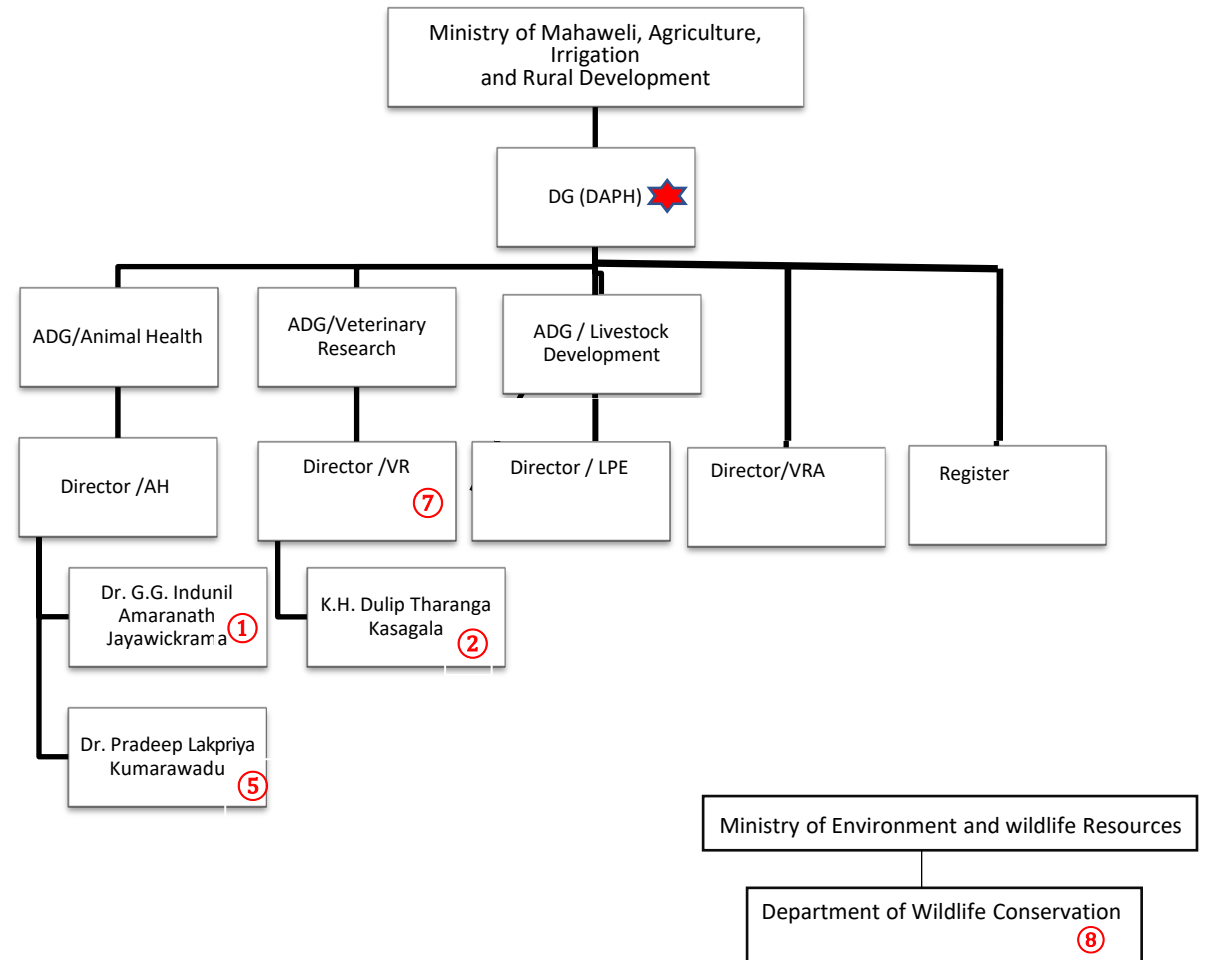 Ministry of Mahaweli, Agriculture,
Irrigation
and Rural Development
DG (DAPH)
ADG/Animal Health
ADG/Veterinary
Research
ADG / Livestock
Development
Director /AH
Director /VR
⑦
Director / LPE
Director/VRA
Register
Dr. G.G. Indunil
Amaranath
Jayawickrama
①
K.H. Dulip Tharanga
Kasagala
②
Dr. Pradeep Lakpriya
Kumarawadu
⑤
Ministry of Environment and wildlife Resources
Department of Wildlife Conservation
⑧